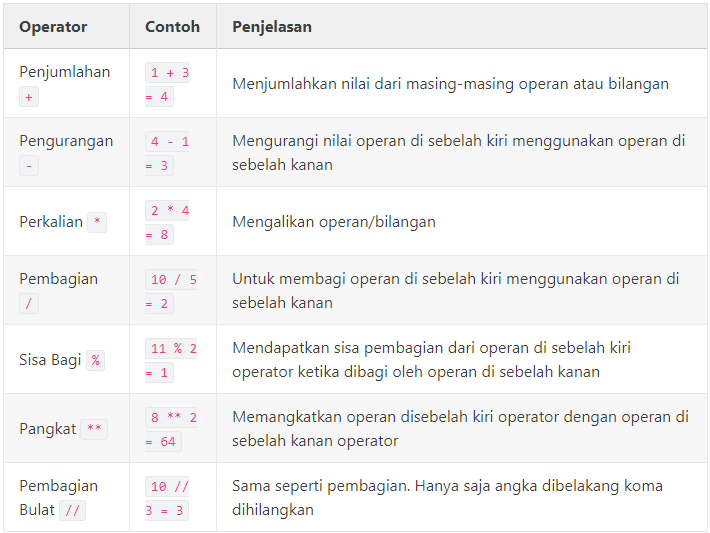 Operator Contoh Penjelasan
Penjumlahan
+
1 + 3
= 4
Menjumlahkan nilai dari masing-masing operan atau bilangan
Pengurangan
-
4 - 1
= 3
Mengurangi nilai operan di sebelah kiri menggunakan operan di
sebelah kanan
Perkalian *
2 * 4
= 8
Mengalikan operan/bilangan
Pembagian
/
10 / 5
= 2
Untuk membagi operan di sebelah kiri menggunakan operan di
sebelah kanan
Sisa Bagi %
11 % 2
= 1
Mendapatkan sisa pembagian dari operan di sebelah kiri
operator ketika dibagi oleh operan di sebelah kanan
Pangkat **
8 ** 2
= 64
Memangkatkan operan disebelah kiri operator dengan operan di
sebelah kanan operator
Pembagian
Bulat //
10 //
3 = 3
Sama seperti pembagian. Hanya saja angka dibelakang koma
dihilangkan